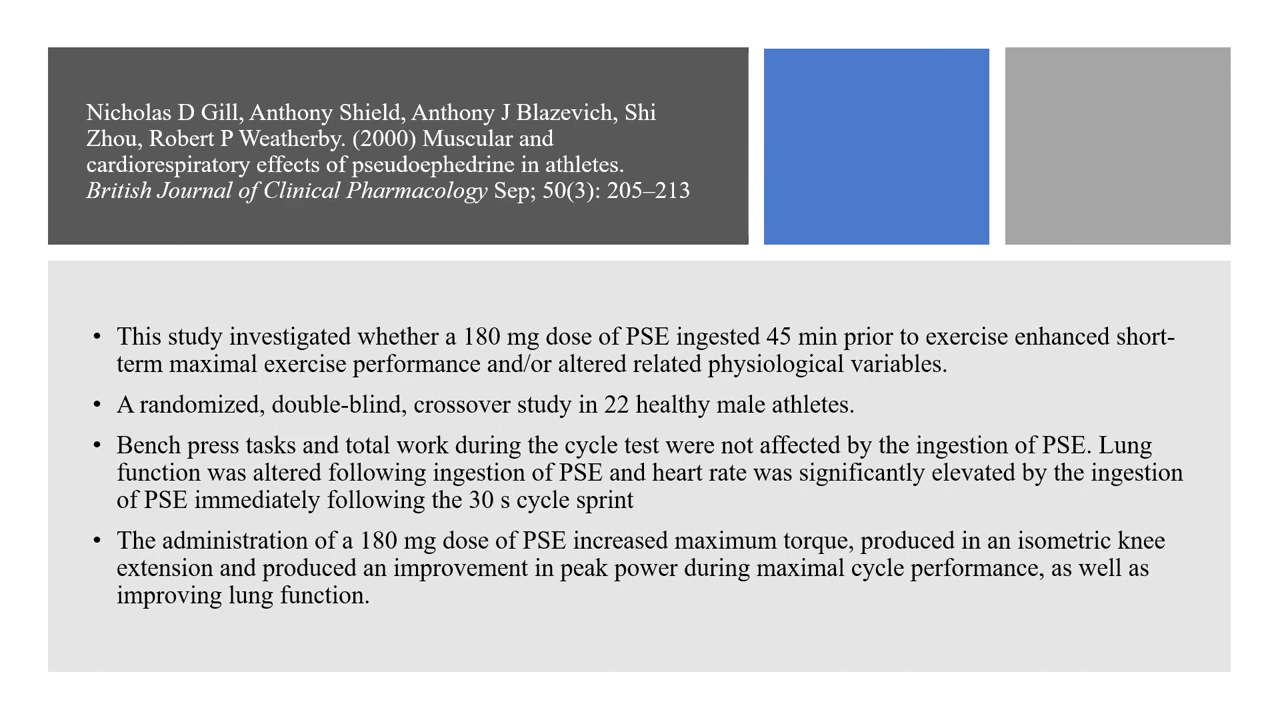 Nicholas D Gill, Anthony Shield, Anthony J Blazevich, Shi
Zhou, Robert P Weatherby. (2000) Muscular and
cardiorespiratory effects of pseudoephedrine in athletes.
British Journal of Clinical Pharmacology Sep; 50(3): 205–213
• This study investigated whether a 180 mg dose of PSE ingested 45 min prior to exercise enhanced short-
term maximal exercise performance and/or altered related physiological variables.
• A randomized, double-blind, crossover study in 22 healthy male athletes.
• Bench press tasks and total work during the cycle test were not affected by the ingestion of PSE. Lung
function was altered following ingestion of PSE and heart rate was significantly elevated by the ingestion
of PSE immediately following the 30 s cycle sprint
• The administration of a 180 mg dose of PSE increased maximum torque, produced in an isometric knee
extension and produced an improvement in peak power during maximal cycle performance, as well as
improving lung function.